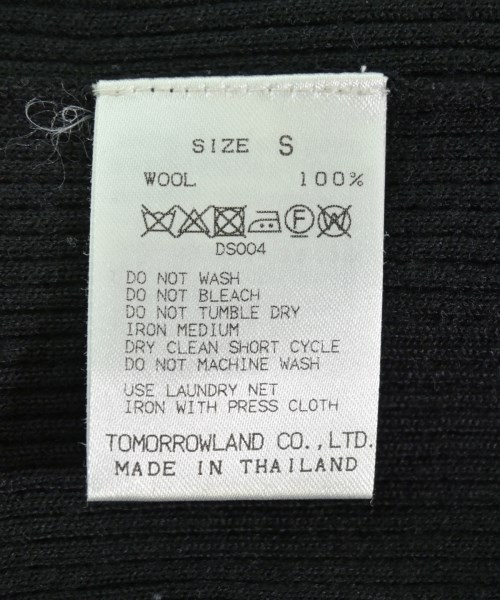 SIZE S
WOOL 100%
F W
DS004
DO NOT WASH
DO NOT BLEACH
DO NOT TUMBLE DRY
IRON MEDIUM
DRY CLEAN SHORT CYCLE
DO NOT MACHINE WASH
USE LAUNDRY NET
IRON WITH PRESS CLOTH
TOMORROWLAND CO.,LTD.
MADE IN THAILAND